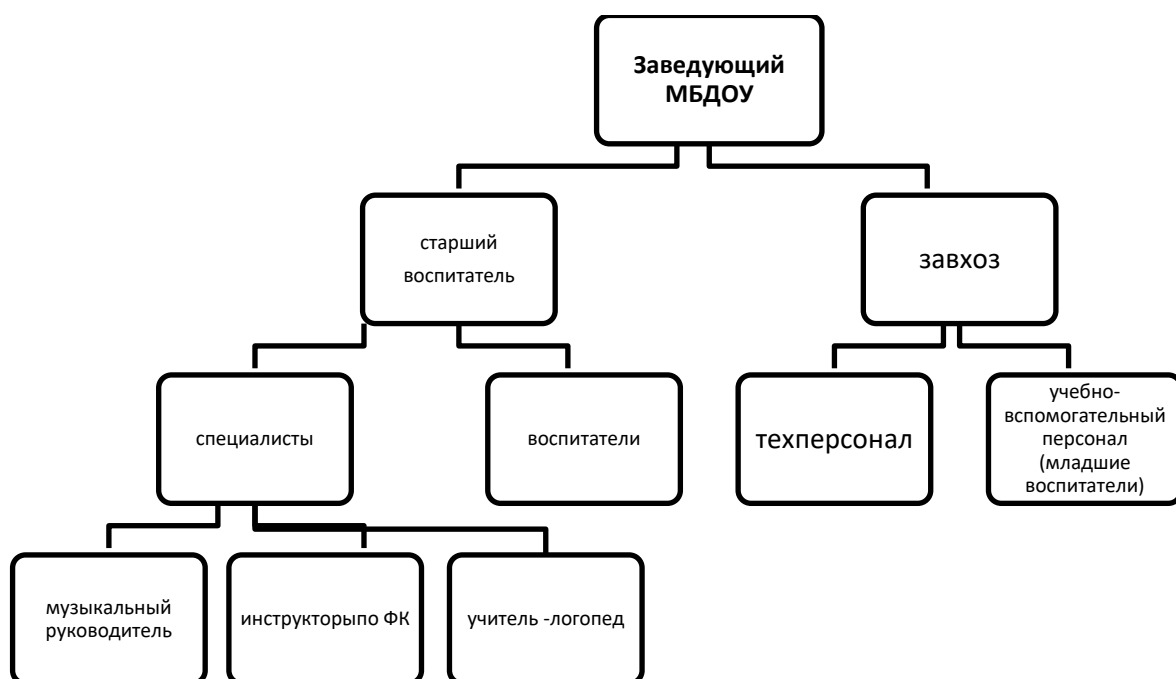 Заведующий
МБДОУ
старший
воспитатель
завхоз
специалисты
воспитатели
техперсонал
учебно-
вспомогательный
персонал
(младшие
воспитатели)
музыкальный
руководитель
инструкторыпо ФК
учитель -логопед